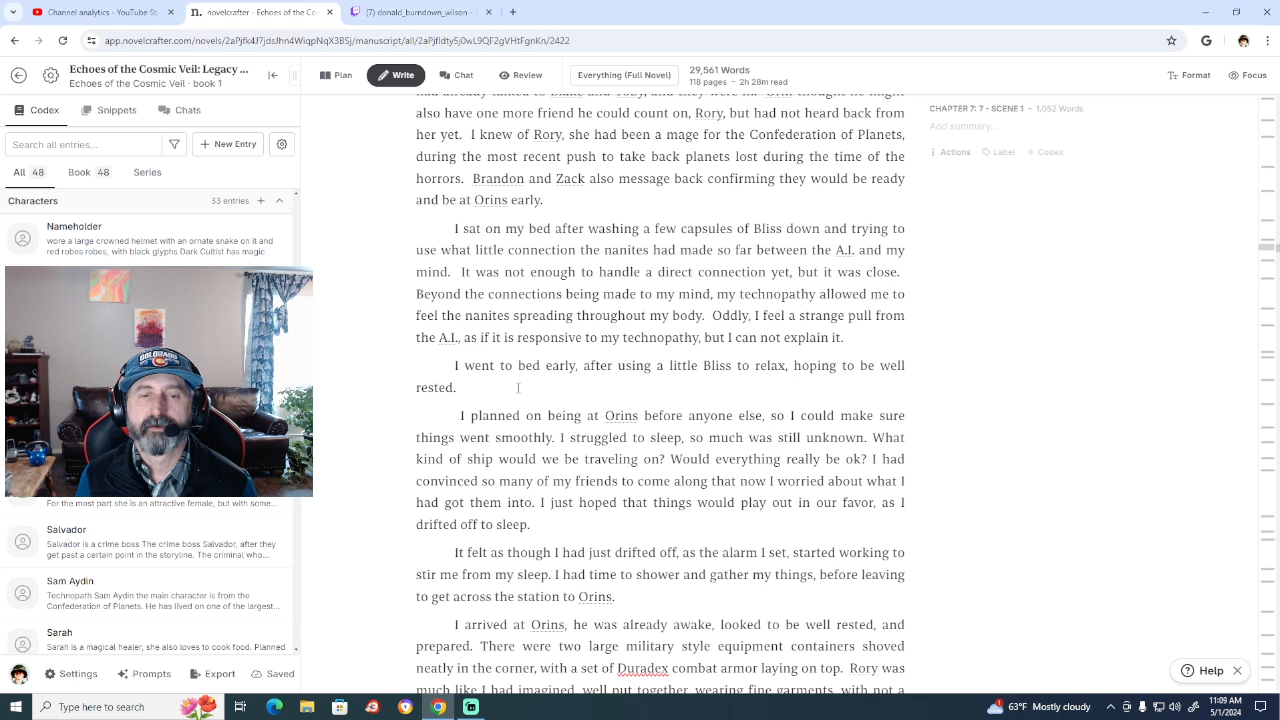 Channel conte
novelcrafter –
novelcrafter - E
(10) domdom
app.novelcrafter.com/novels/2aPjfk4J7djsHn4wgNqX3BSj/manuscript/all/2aPjfldty5j0wL9QF2gVHtFgnKn/2422
Echoes of the Cosmic Veil: Legacy ...
Echoes of the Cosmic Veil - book 1
Plan
Write
Chat
Review
Everything (Full Novel)
29,561 Words
118 pages – 2h 28m read
Format
Focus
Codex
Snippets
Chats
Search all entries...
New Entry
All 48
Book 48
Series
Characters
33 entries
Nameholder
wore a large crowned helmet with an ornate snake on it and
red robes robes, with black glyphs Dark Cultist has magic
For the most part she is an attractive female, but with some...
Salvador
Salvador is a crime boss The crime boss Salvador, after they
get past a certain point in the storyline. The criminal who...
Sam Aydin
Technopath Sam Aydin the main character is from the
Confederation of Planets. He has lived on one of the largest...
Sarah
Sarah is a magical healer, she also loves to cook food. Planned
Settings
Prompts
Export
Saved
also have one more friend he could count on, Rory, but had not heard back from
her yet. I knew of Rory, she had been a mage for the Confederation of Planets,
during the most recent push to take back planets lost during the time of the
horrors. Brandon and Zack also message back confirming they would be ready
and be at Orins early.
I sat on my bed after washing a few capsules of Bliss down and trying to
use what little connection the nanites had made so far between the A.I. and my
mind. It was not enough to handle a direct connection yet, but it was close.
Beyond the connections being made to my mind, my technopathy allowed me to
feel the nanites spreading throughout my body. Oddly, I feel a strange pull from
the A.I., as if it is responsive to my technopathy, but I can not explain it.
I went to bed early, after using a little Bliss to relax, hoping to be well
rested.
I planned on being at Orins before anyone else, so I could make sure
things went smoothly. I struggled to sleep, so much was still unknown. What
kind of ship would we be traveling on? Would everything really be ok? I had
convinced so many of my friends to come along that now I worried about what I
had got them into. I just hoped that things would play out in our favor, as I
drifted off to sleep.
It felt as though I had just drifted off, as the alarm I set, started working to
stir me from my sleep. I had time to shower and gather my things, before leaving
to get across the station to Orins.
I arrived at Orins, he was already awake, looked to be well rested, and
prepared. There were two large military style equipment containers shoved
neatly in the corner, with a set of Duradex combat armor laying on top. Rory was
much like I had imagined, well put together, wearing fine garments, with not a
CHAPTER 7: 7 - SCENE 1 – 1,052 Words
Add summary...
Actions
Label
Codex
Help
Type here to search
63°F Mostly cloudy
11:09 AM
5/1/2024